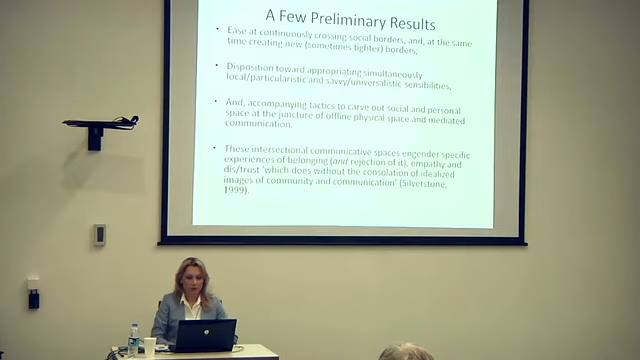 A Few Preliminary Results
• Ease at continuously crossing social borders, and, at the same
time creating new (sometimes tighter) borders;
• Disposition toward appropriating simultaneously
local/particularistic and savvy/universalistic sensibilities,
• And, accompanying tactics to carve out social and personal
space at the juncture of offline physical space and mediated
communication.
• These intersectional communicative spaces engender specific
experiences of belonging (and rejection of it), empathy and
dis/trust 'which does without the consolation of idealized
images of community and communication' (Silverstone,
1999).